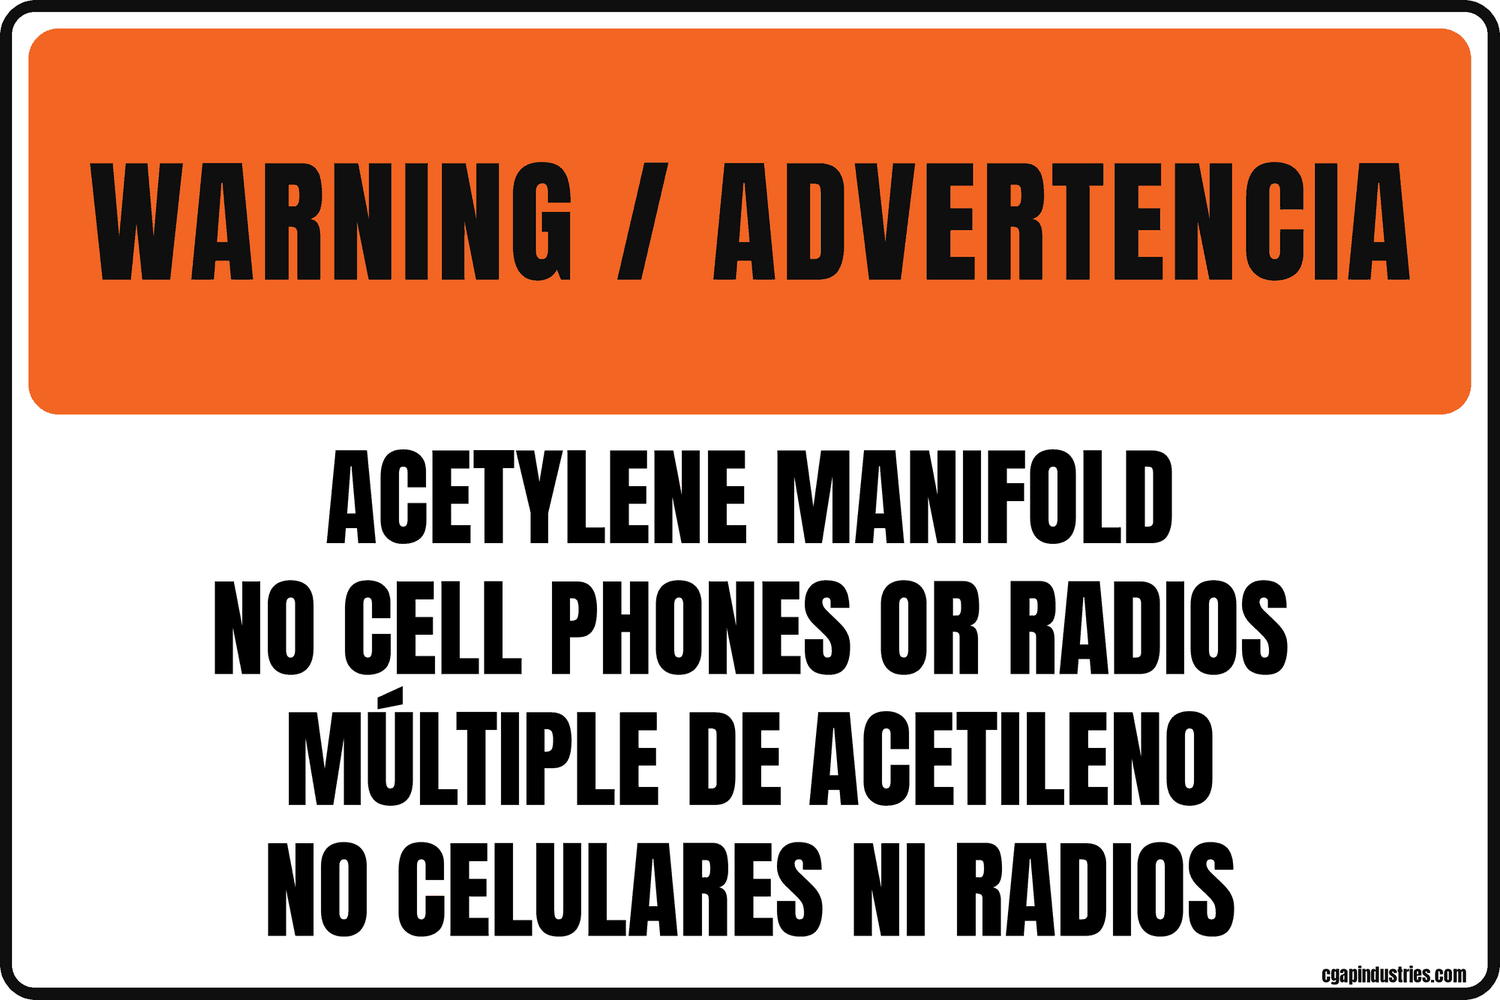 WARNING / ADVERTENCIA
ACETYLENE MANIFOLD
NO CELL PHONES OR RADIOS
MÚLTIPLE DE ACETILENO
NO CELULARES NI RADIOS
cgapindustries.com